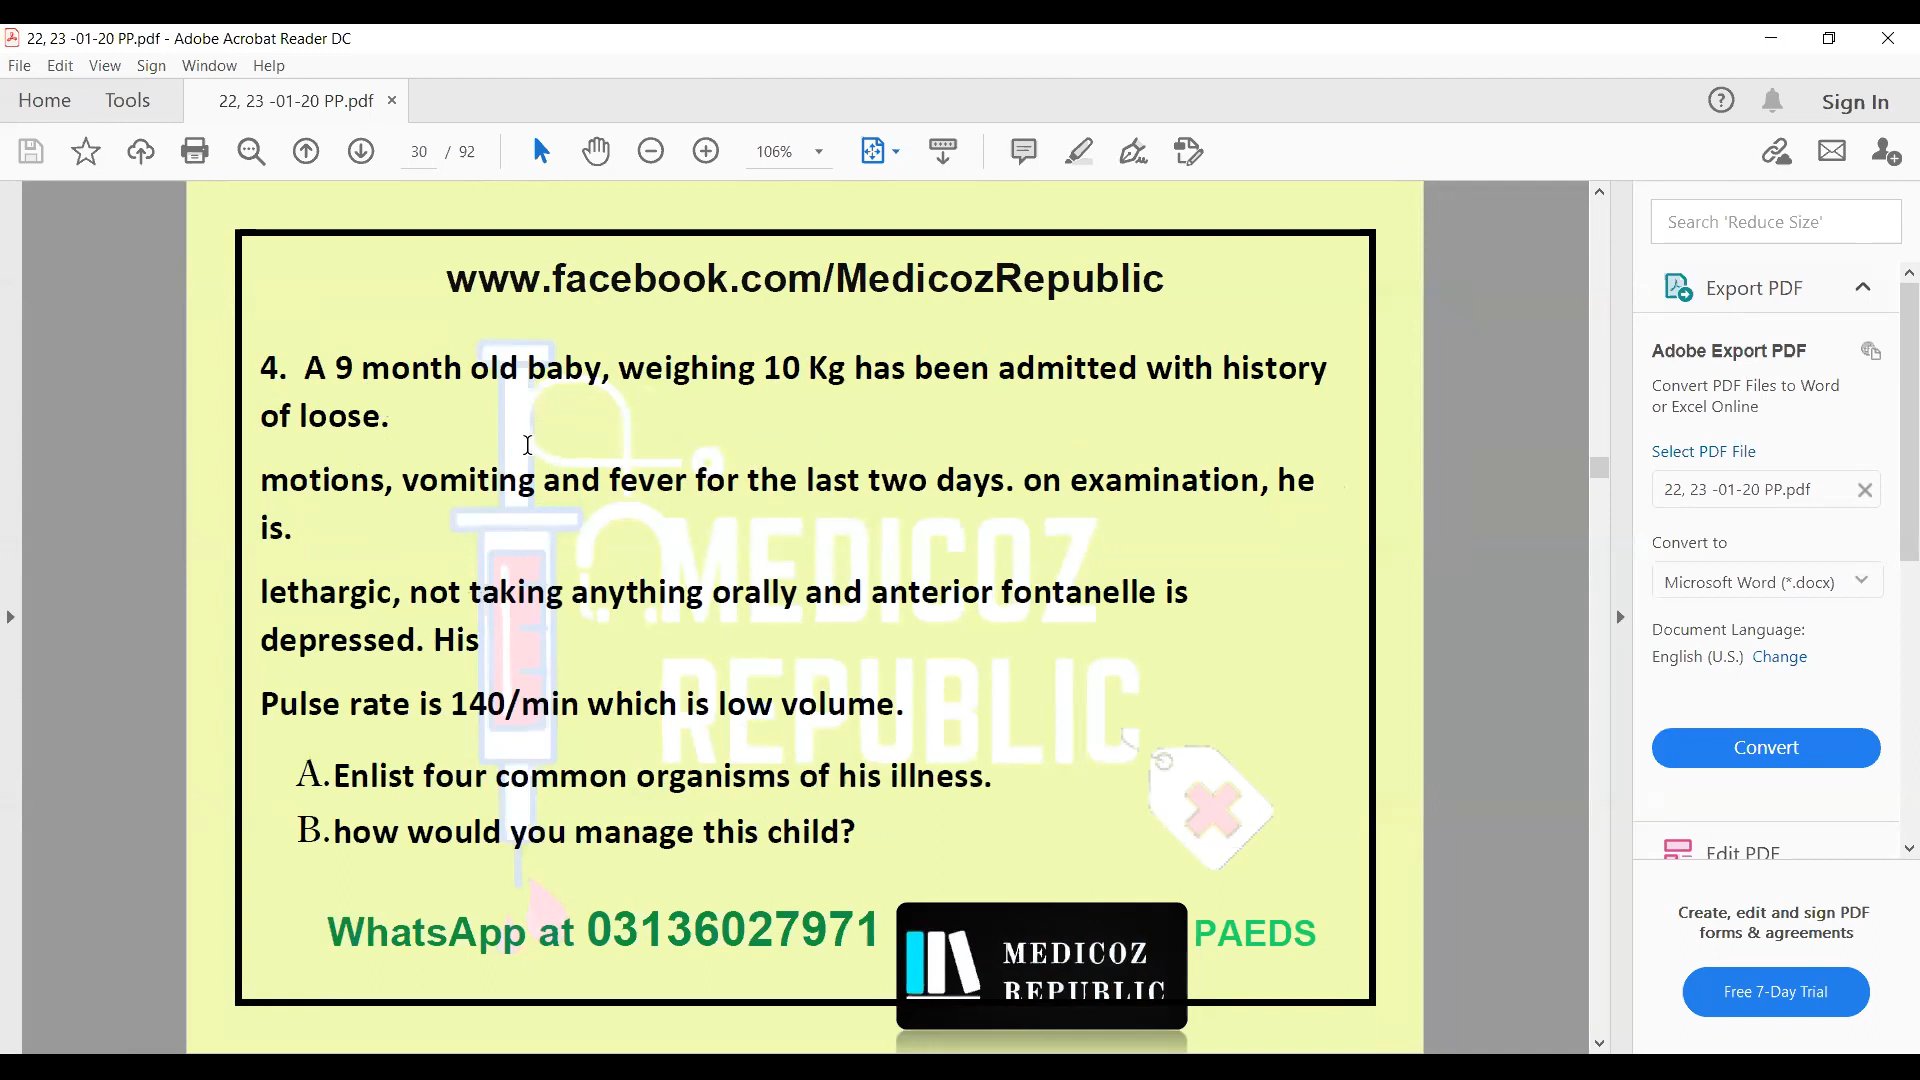 22, 23 -01-20 PP.pdf - Adobe Acrobat Reader DC
File Edit View Sign Window Help
Home Tools 22, 23 -01-20 PP.pdf × Sign In
30 / 92 106%
Search 'Reduce Size'
Export PDF
Adobe Export PDF
Convert PDF Files to Word
or Excel Online
Select PDF File
22, 23 -01-20 PP.pdf
Convert to
Microsoft Word (*.docx)
Document Language:
English (U.S.) Change
Convert
Edit PDF
Create, edit and sign PDF
forms & agreements
Free 7-Day Trial
www.facebook.com/MedicozRepublic
4. A 9 month old baby, weighing 10 Kg has been admitted with history
of loose.
motions, vomiting and fever for the last two days. on examination, he
is.
lethargic, not taking anything orally and anterior fontanelle is
depressed. His
Pulse rate is 140/min which is low volume.
A. Enlist four common organisms of his illness.
B. how would you manage this child?
MEDICOZ
REPUBLIC
WhatsApp at 03136027971
MEDICOZ
REPUBLIC
PAEDS